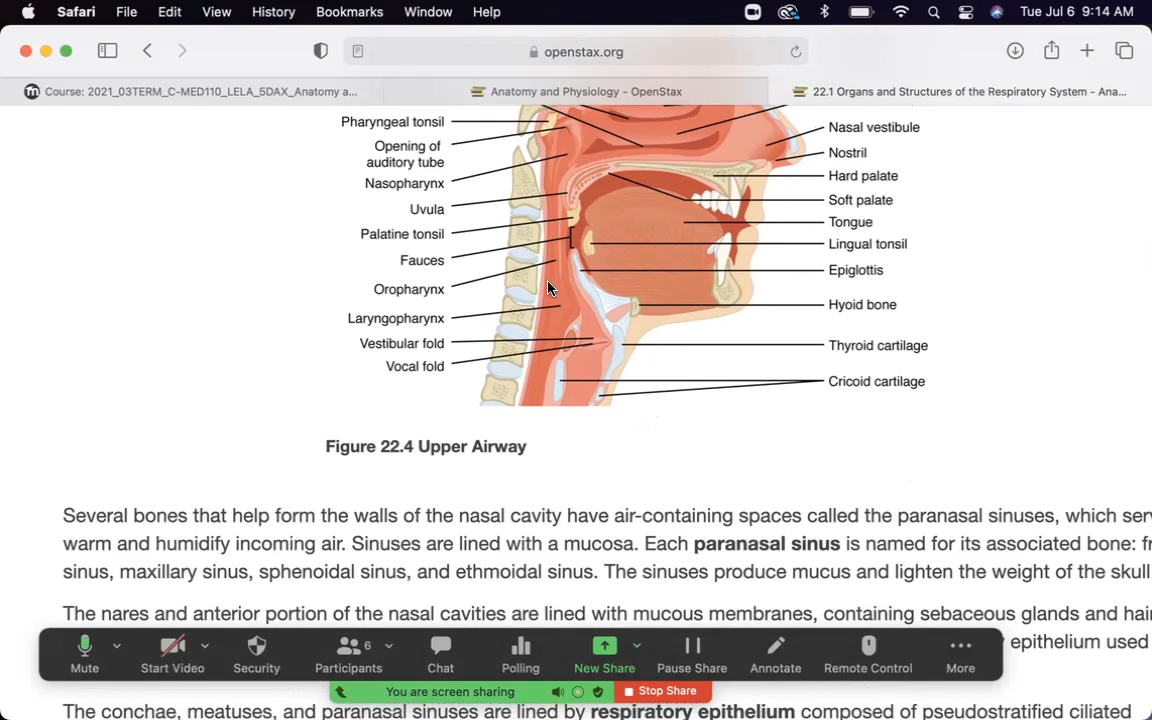 Safari File Edit View History Bookmarks Window Help Tue Jul 6 9:14 AM
openstax.org
Course: 2021_03TERM_C-MED110_LELA_5DAX_Anatomy a... Anatomy and Physiology - OpenStax 22.1 Organs and Structures of the Respiratory System - Ana...
Pharyngeal tonsil
Opening of
auditory tube
Nasopharynx
Uvula
Palatine tonsil
Fauces
Oropharynx
Laryngopharynx
Vestibular fold
Vocal fold
Nasal vestibule
Nostril
Hard palate
Soft palate
Tongue
Lingual tonsil
Epiglottis
Hyoid bone
Thyroid cartilage
Cricoid cartilage
Figure 22.4 Upper Airway
Several bones that help form the walls of the nasal cavity have air-containing spaces called the paranasal sinuses, which
warm and humidify incoming air. Sinuses are lined with a mucosa. Each paranasal sinus is named for its associated bone:
sinus, maxillary sinus, sphenoidal sinus, and ethmoidal sinus. The sinuses produce mucus and lighten the weight of the skull
The nares and anterior portion of the nasal cavities are lined with mucous membranes, containing sebaceous glands and
epithelium used
Mute Start Video Security Participants 6 Chat Polling New Share Pause Share Annotate Remote Control More
You are screen sharing Stop Share
The conchae, meatuses, and paranasal sinuses are lined by respiratory epithelium composed of pseudostratified ciliated